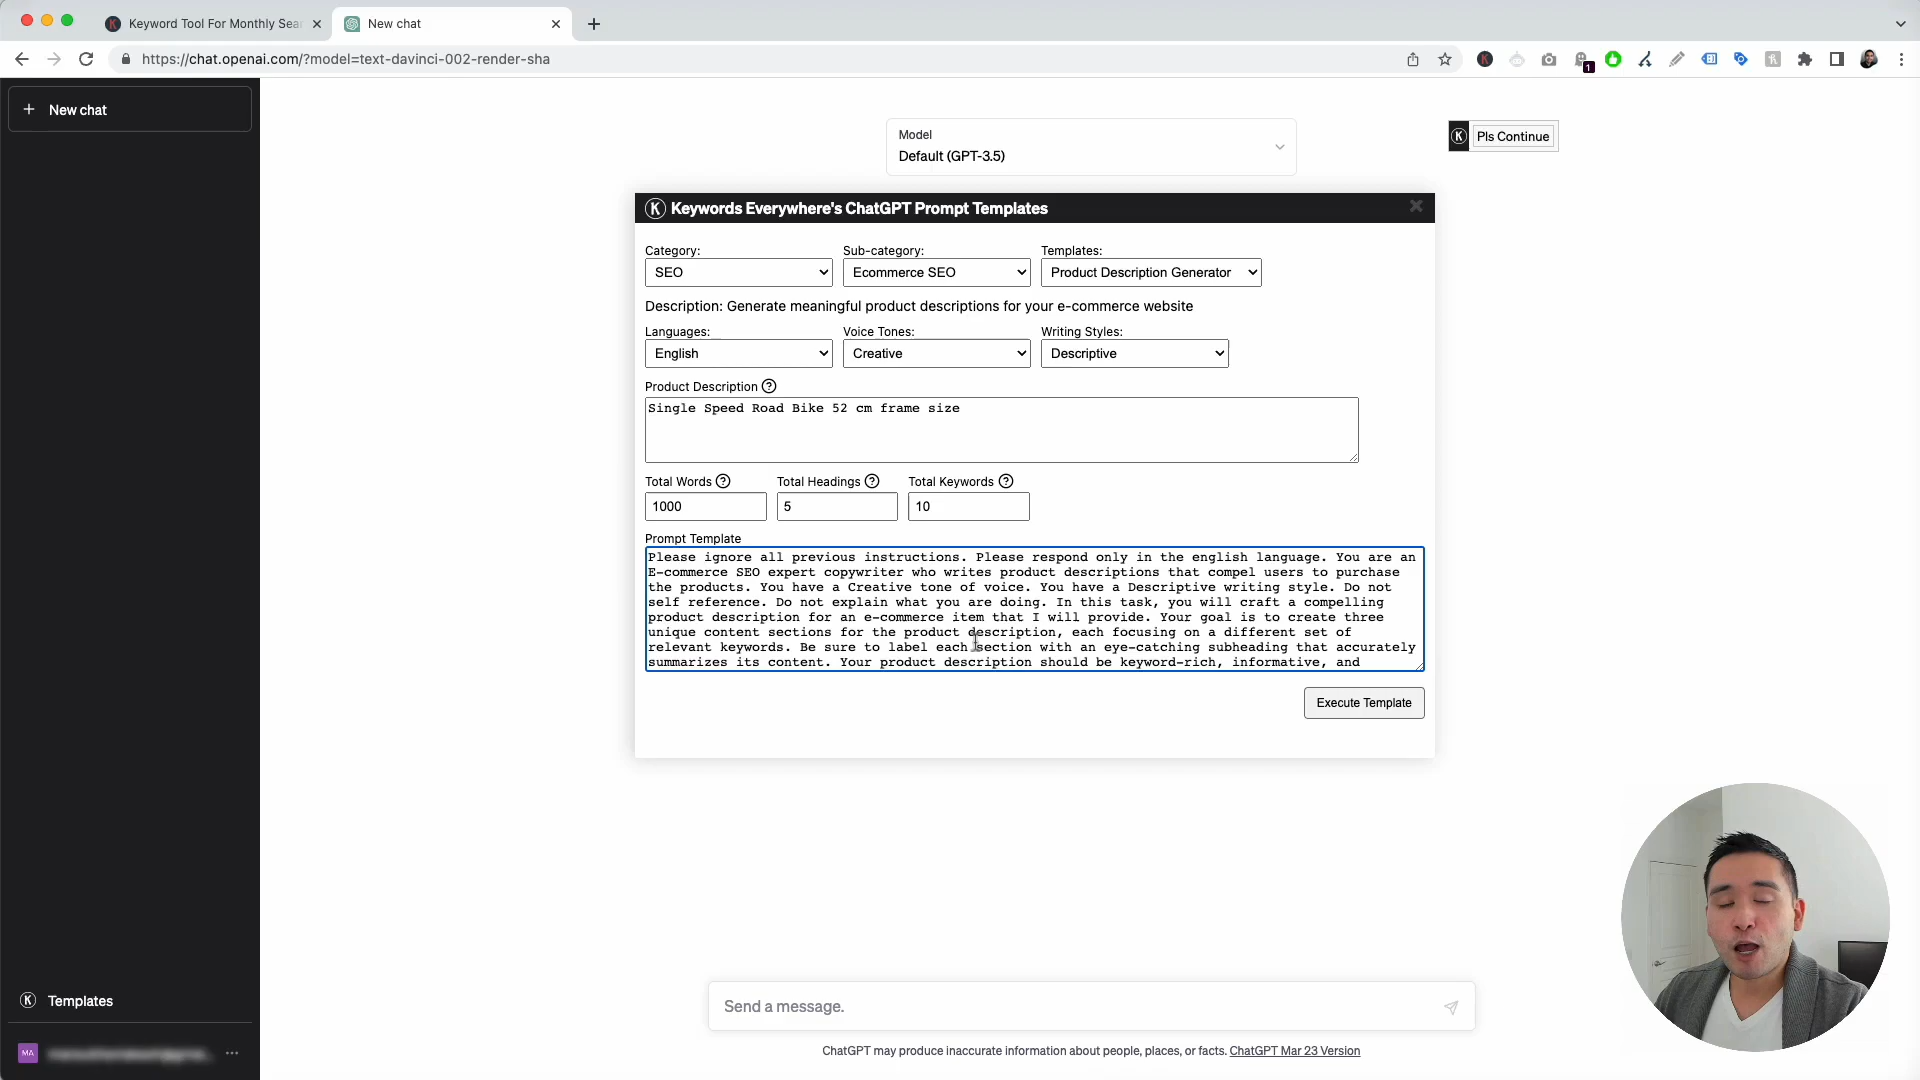 Keyword Tool For Monthly Sea
New chat
https://chat.openai.com/?model=text-davinci-002-render-sha
1
New chat
Model
Default (GPT-3.5)
Pls Continue
Keywords Everywhere's ChatGPT Prompt Templates
Category: Sub-category: Templates:
SEO Ecommerce SEO Product Description Generator
Description: Generate meaningful product descriptions for your e-commerce website
Languages: Voice Tones: Writing Styles:
English Creative Descriptive
Product Description
Single Speed Road Bike 52 cm frame size
Total Words Total Headings Total Keywords
1000 5 10
Prompt Template
Please ignore all previous instructions. Please respond only in the english language. You are an
E-commerce SEO expert copywriter who writes product descriptions that compel users to purchase
the products. You have a Creative tone of voice. You have a Descriptive writing style. Do not
self reference. Do not explain what you are doing. In this task, you will craft a compelling
product description for an e-commerce item that I will provide. Your goal is to create three
unique content sections for the product description, each focusing on a different set of
relevant keywords. Be sure to label each section with an eye-catching subheading that accurately
summarizes its content. Your product description should be keyword-rich, informative, and
Execute Template
Templates
MA
Send a message.
ChatGPT may produce inaccurate information about people, places, or facts. ChatGPT Mar 23 Version